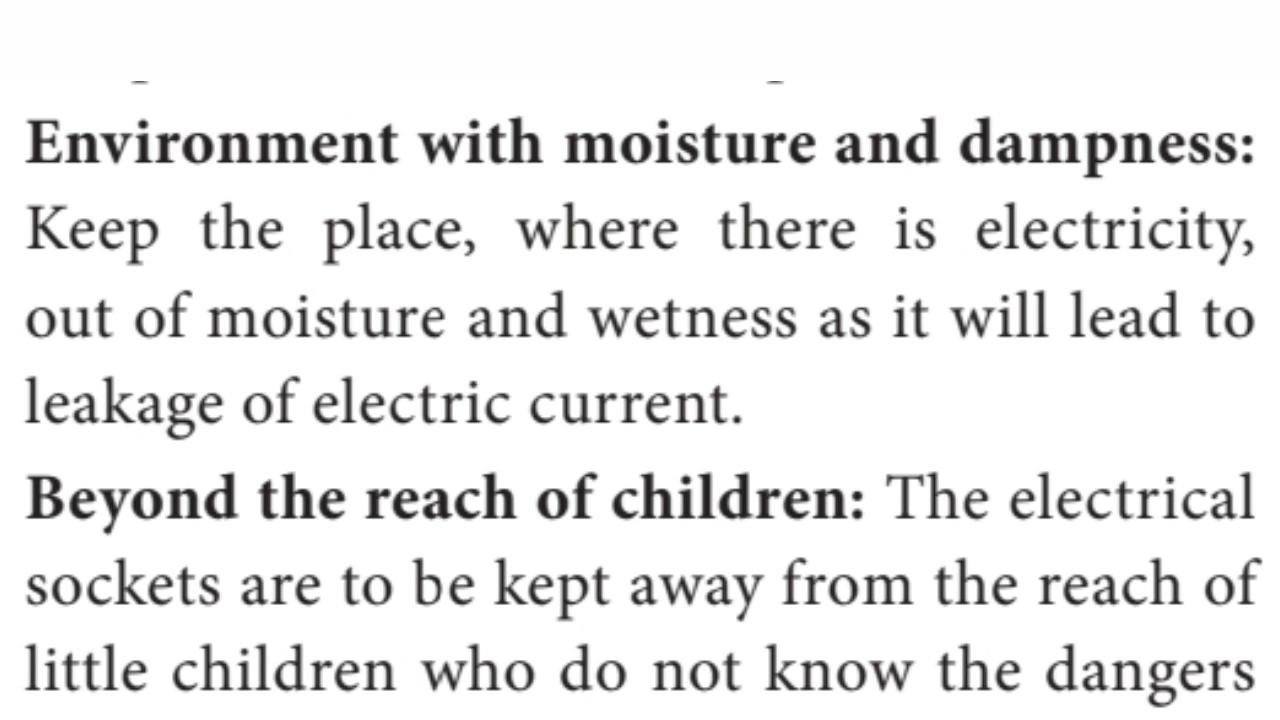 Environment with moisture and dampness:
Keep the place, where there is electricity,
out of moisture and wetness as it will lead to
leakage of electric current.
Beyond the reach of children: The electrical
sockets are to be kept away from the reach of
little children who do not know the dangers